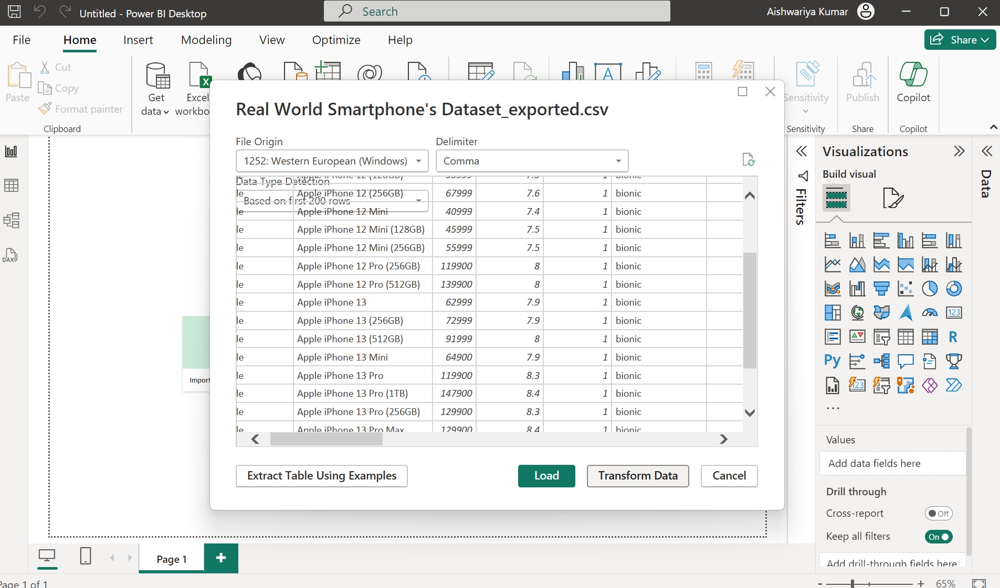 Untitled - Power BI Desktop
Search
Aishwariya Kumar
File Home Insert Modeling View Optimize Help
Share
Paste
Cut
Copy
Format painter
Clipboard
Get data
Excel workbo
Sensitivity
Sensitivity
Publish
Share
Copilot
Copilot
Real World Smartphone's Dataset_exported.csv
File Origin
Delimiter
1252: Western European (Windows)
Comma
Data Type Detection
Based on first 200 rows
le Apple iPhone 12 (256GB) 67999 7.6 1 bionic
le Apple iPhone 12 Mini 40999 7.4 1 bionic
le Apple iPhone 12 Mini (128GB) 45999 7.5 1 bionic
le Apple iPhone 12 Mini (256GB) 55999 7.5 1 bionic
le Apple iPhone 12 Pro (256GB) 119900 8 1 bionic
le Apple iPhone 12 Pro (512GB) 139900 8 1 bionic
le Apple iPhone 13 62999 7.9 1 bionic
le Apple iPhone 13 (256GB) 72999 7.9 1 bionic
le Apple iPhone 13 (512GB) 91999 8 1 bionic
le Apple iPhone 13 Mini 64900 7.9 1 bionic
le Apple iPhone 13 Pro 119900 8.3 1 bionic
le Apple iPhone 13 Pro (1TB) 147900 8.4 1 bionic
le Apple iPhone 13 Pro (256GB) 129900 8.3 1 bionic
le Apple iPhone 13 Pro Max 129900 8.4 1 bionic
Extract Table Using Examples
Load
Transform Data
Cancel
Import
DAX
Filters
Visualizations
Build visual
Data
123
R
Py
123
...
Values
Add data fields here
Drill through
Cross-report
Off
Keep all filters
On
Add drill-through fields here
Page 1
+
Page 1 of 1
- + 65%